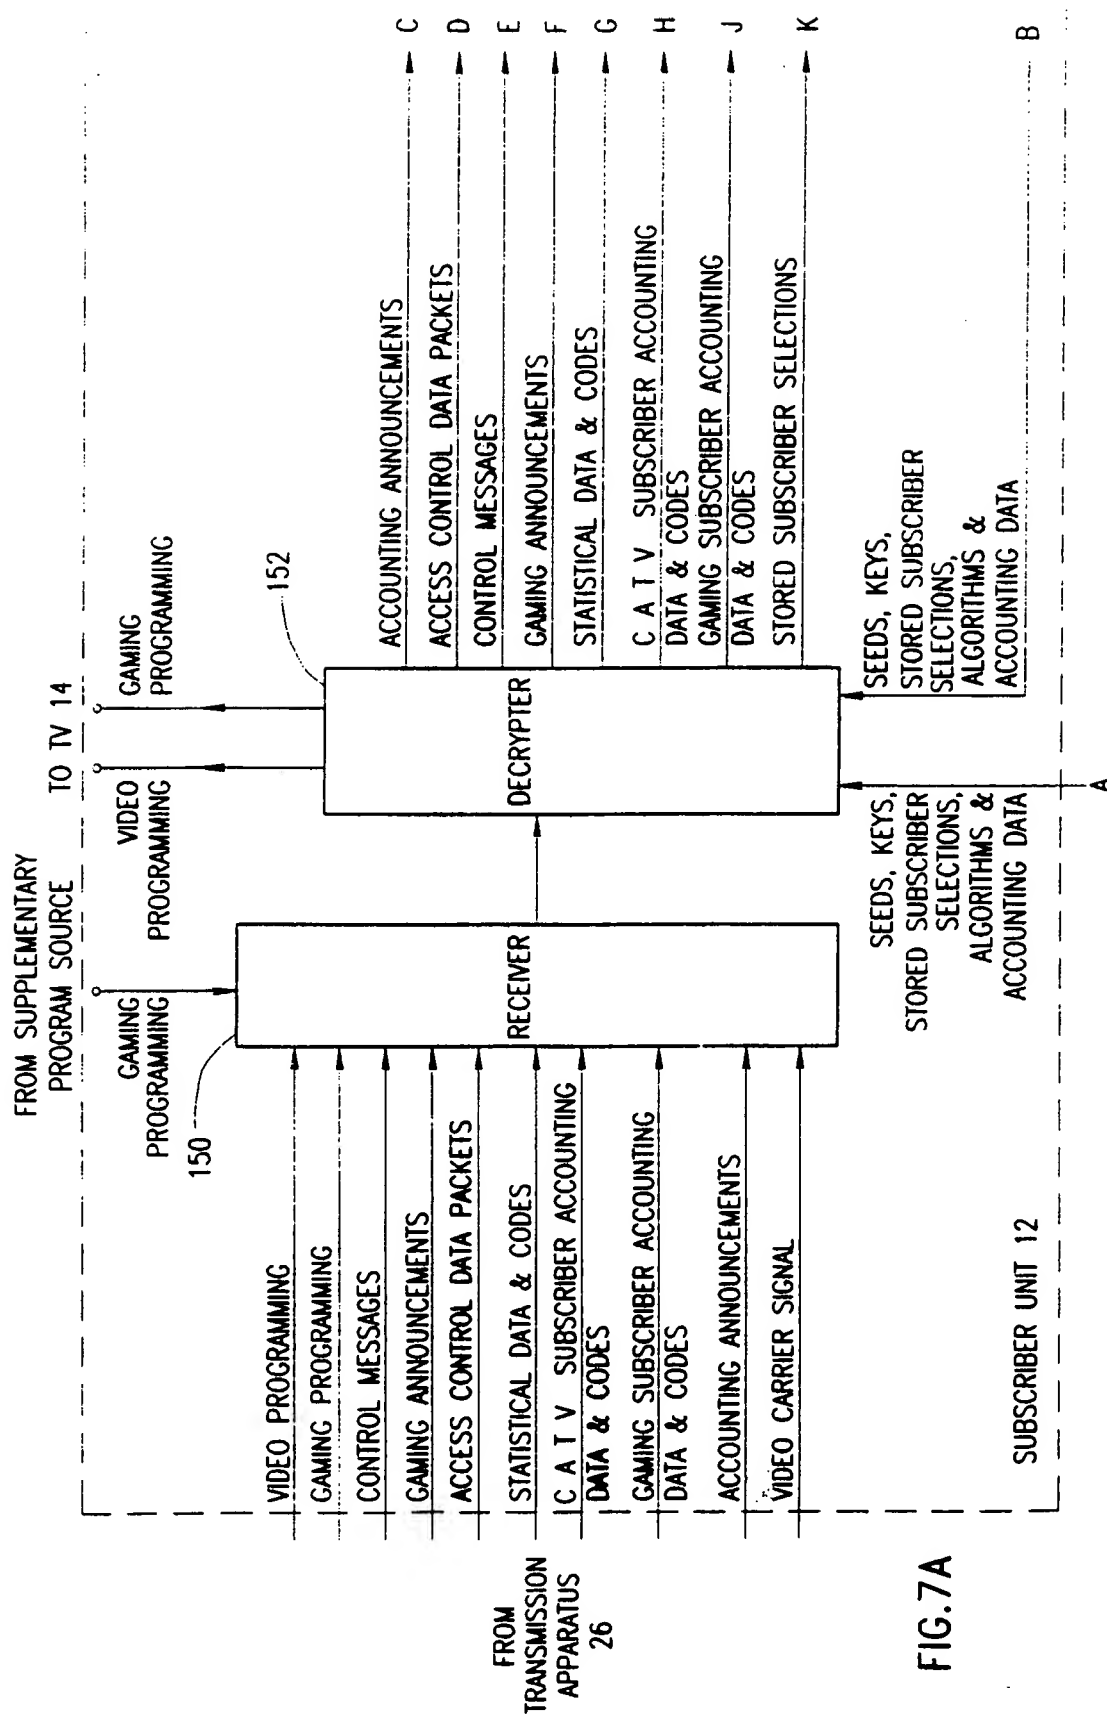 FROM SUPPLEMENTARY
PROGRAM SOURCE
TO TV 14
GAMING
PROGRAMMING
VIDEO
PROGRAMMING
GAMING
PROGRAMMING
150
152
FROM
TRANSMISSION
APPARATUS
26
VIDEO PROGRAMMING
GAMING PROGRAMMING
CONTROL MESSAGES
GAMING ANNOUNCEMENTS
ACCESS CONTROL DATA PACKETS
STATISTICAL DATA & CODES
C A T V SUBSCRIBER ACCOUNTING
DATA & CODES
GAMING SUBSCRIBER ACCOUNTING
DATA & CODES
ACCOUNTING ANNOUNCEMENTS
VIDEO CARRIER SIGNAL
RECEIVER
DECRYPTER
ACCOUNTING ANNOUNCEMENTS
C
ACCESS CONTROL DATA PACKETS
D
CONTROL MESSAGES
E
GAMING ANNOUNCEMENTS
F
STATISTICAL DATA & CODES
G
C A T V SUBSCRIBER ACCOUNTING
DATA & CODES
H
GAMING SUBSCRIBER ACCOUNTING
DATA & CODES
J
STORED SUBSCRIBER SELECTIONS
K
SEEDS, KEYS,
STORED SUBSCRIBER
SELECTIONS,
ALGORITHMS &
ACCOUNTING DATA
A
SEEDS, KEYS,
STORED SUBSCRIBER
SELECTIONS,
ALGORITHMS &
ACCOUNTING DATA
B
SUBSCRIBER UNIT 12
FIG.7A